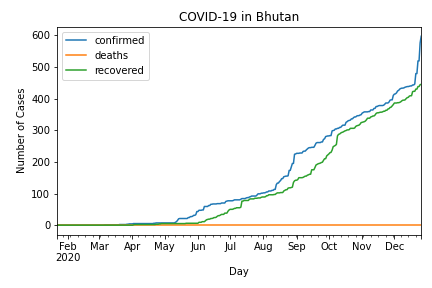 COVID-19 in Bhutan
confirmed
deaths
recovered
Number of Cases
600
500
400
300
200
100
0
Feb Mar Apr May Jun Jul Aug Sep Oct Nov Dec
2020
Day